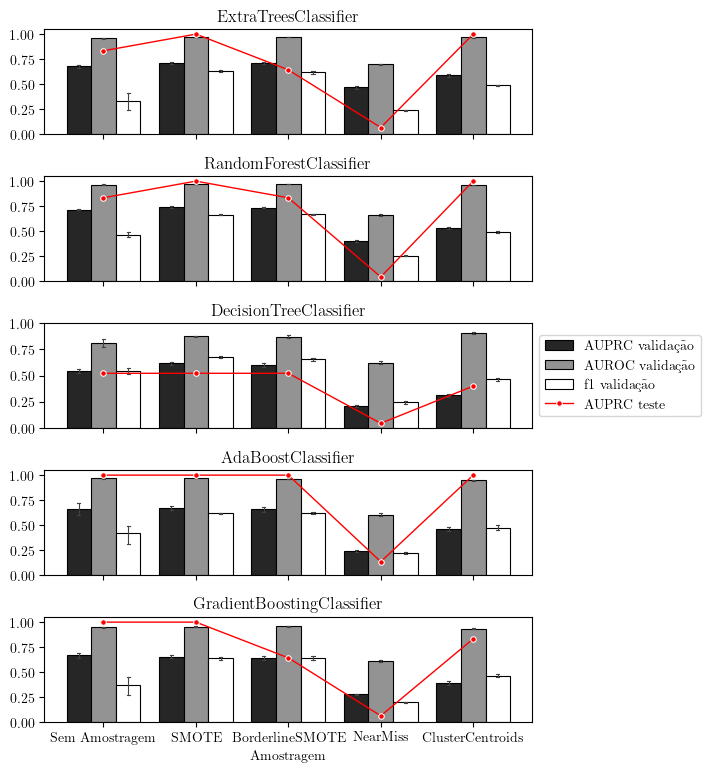 ExtraTreesClassifier
1.00
0.75
0.50
0.25
0.00
RandomForestClassifier
1.00
0.75
0.50
0.25
0.00
DecisionTreeClassifier
1.00
0.75
0.50
0.25
0.00
AUPRC validação
AUROC validação
f1 validação
AUPRC teste
AdaBoostClassifier
1.00
0.75
0.50
0.25
0.00
GradientBoostingClassifier
1.00
0.75
0.50
0.25
0.00
Sem Amostragem SMOTE BorderlineSMOTE NearMiss ClusterCentroids
Amostragem